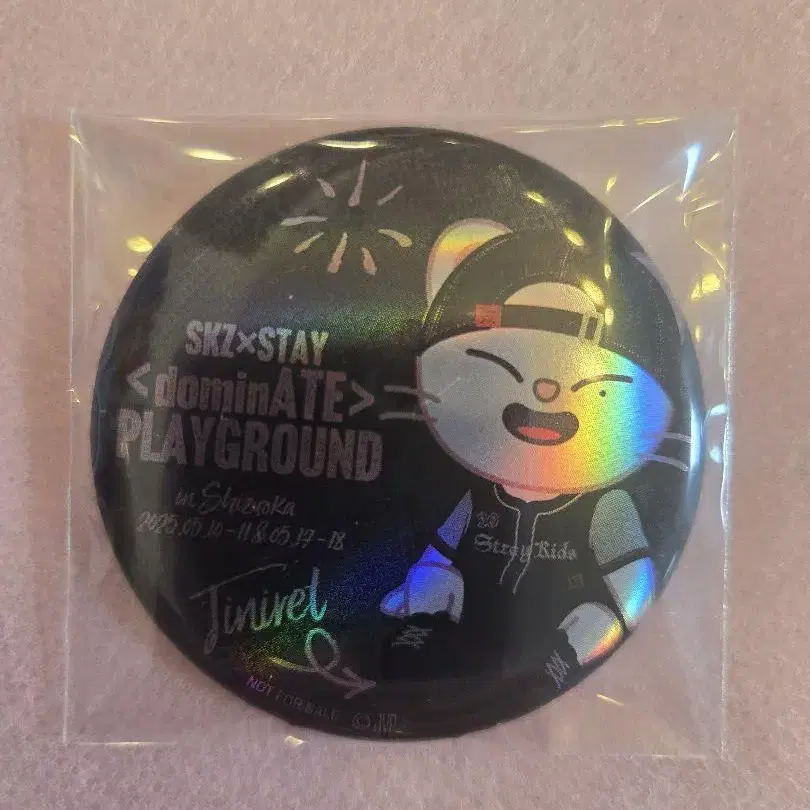 SKZ×STAY
<dominATE>
PLAYGROUND
in Shizuoka
2025.05.10-11&05.17-18
Jiniret
Stray Kids
NOT FOR SALE